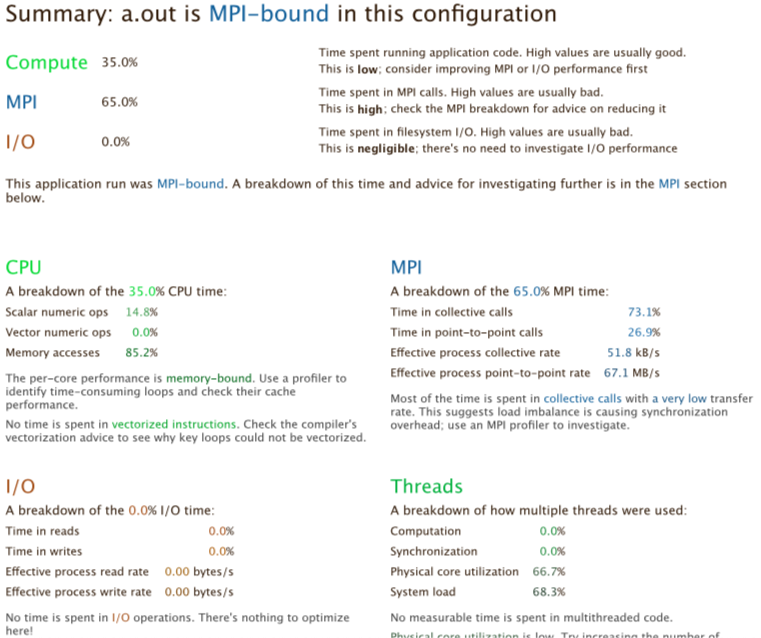 Summary: a.out is MPI-bound in this configuration
Compute 35.0% Time spent running application code. High values are usually good.
This is low; consider improving MPI or I/O performance first
MPI 65.0% Time spent in MPI calls. High values are usually bad.
This is high; check the MPI breakdown for advice on reducing it
I/O 0.0% Time spent in filesystem I/O. High values are usually bad.
This is negligible; there's no need to investigate I/O performance
This application run was MPI-bound. A breakdown of this time and advice for investigating further is in the MPI section
below.
CPU
A breakdown of the 35.0% CPU time:
Scalar numeric ops 14.8%
Vector numeric ops 0.0%
Memory accesses 85.2%
The per-core performance is memory-bound. Use a profiler to
identify time-consuming loops and check their cache
performance.
No time is spent in vectorized instructions. Check the compiler's
vectorization advice to see why key loops could not be vectorized.
MPI
A breakdown of the 65.0% MPI time:
Time in collective calls 73.1%
Time in point-to-point calls 26.9%
Effective process collective rate 51.8 kB/s
Effective process point-to-point rate 67.1 MB/s
Most of the time is spent in collective calls with a very low transfer
rate. This suggests load imbalance is causing synchronization
overhead; use an MPI profiler to investigate.
I/O
A breakdown of the 0.0% I/O time:
Time in reads 0.0%
Time in writes 0.0%
Effective process read rate 0.00 bytes/s
Effective process write rate 0.00 bytes/s
No time is spent in I/O operations. There's nothing to optimize
here!
Threads
A breakdown of how multiple threads were used:
Computation 0.0%
Synchronization 0.0%
Physical core utilization 66.7%
System load 68.3%
No measurable time is spent in multithreaded code.
Physical core utilization is low. Try increasing the number of